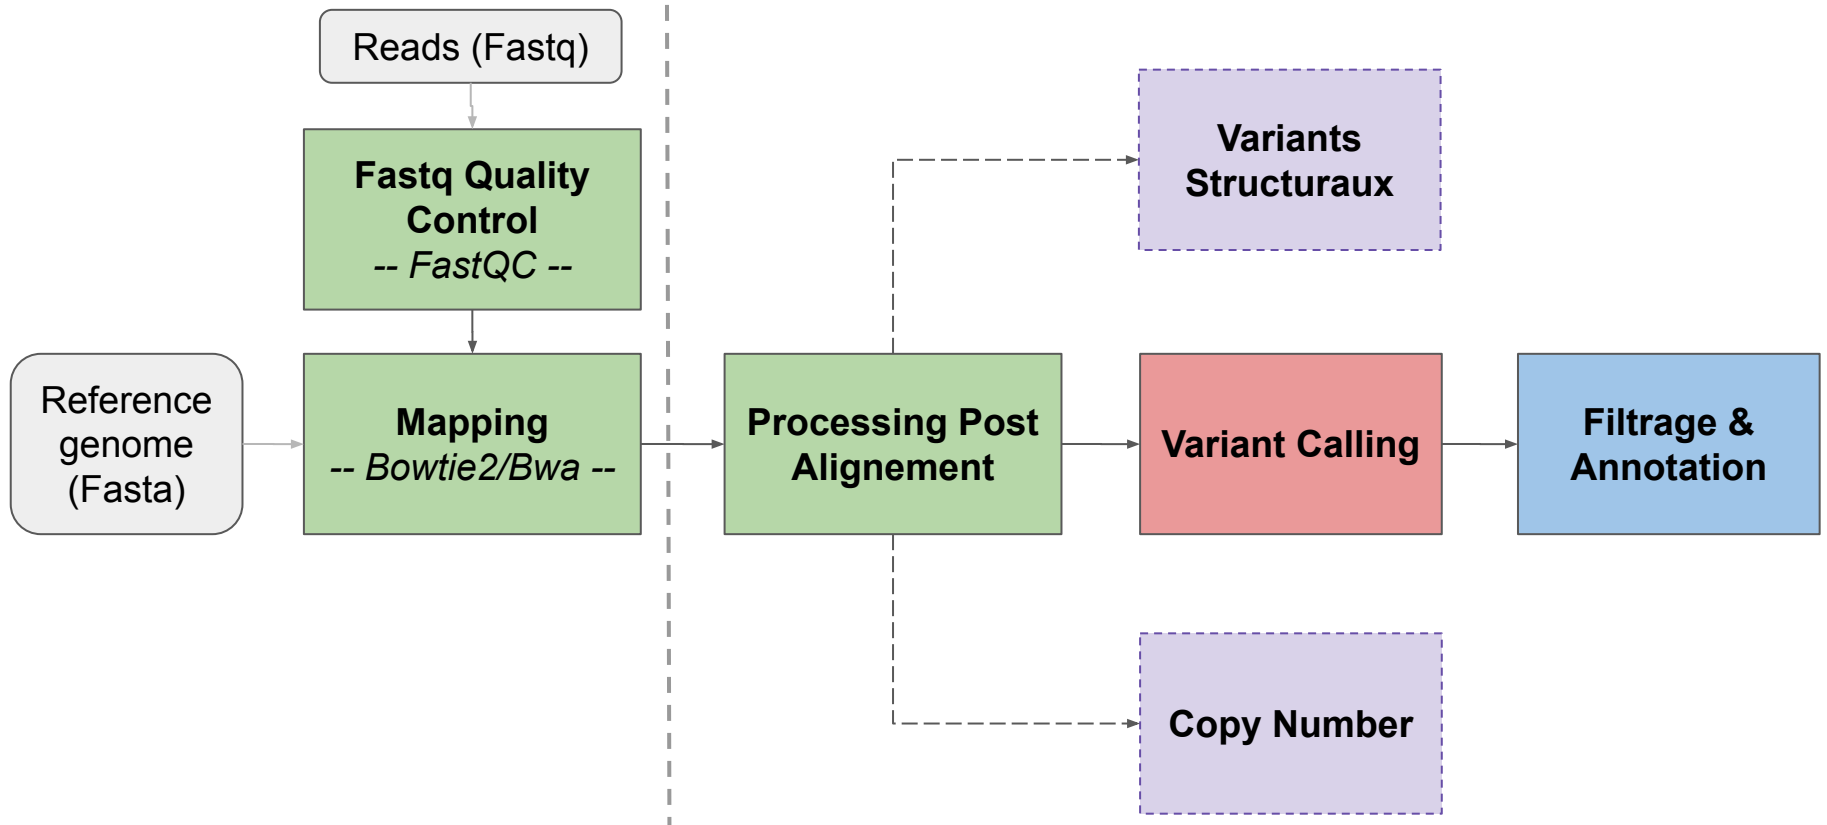 Reads (Fastq)
Fastq Quality
Control
-- FastQC --
Reference
genome
(Fasta)
Mapping
-- Bowtie2/Bwa --
Processing Post
Alignement
Variants
Structuraux
Variant Calling
Filtrage &
Annotation
Copy Number